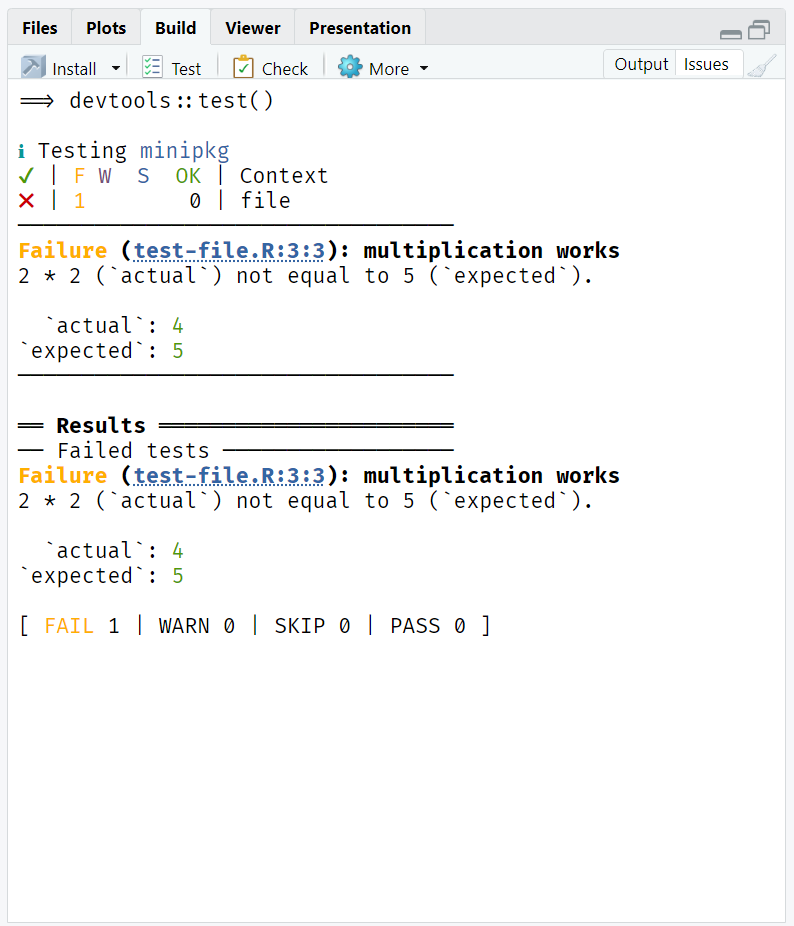 Files Plots Build Viewer Presentation
Install Test Check More Output Issues
==> devtools::test()
ℹ Testing minipkg
✔ | F W  S  OK | Context
✖ | 1        0 | file
Failure (test-file.R:3:3): multiplication works
2 * 2 (`actual`) not equal to 5 (`expected`).
`actual`: 4
`expected`: 5
══ Results ══
── Failed tests ──
Failure (test-file.R:3:3): multiplication works
2 * 2 (`actual`) not equal to 5 (`expected`).
`actual`: 4
`expected`: 5
[ FAIL 1 | WARN 0 | SKIP 0 | PASS 0 ]